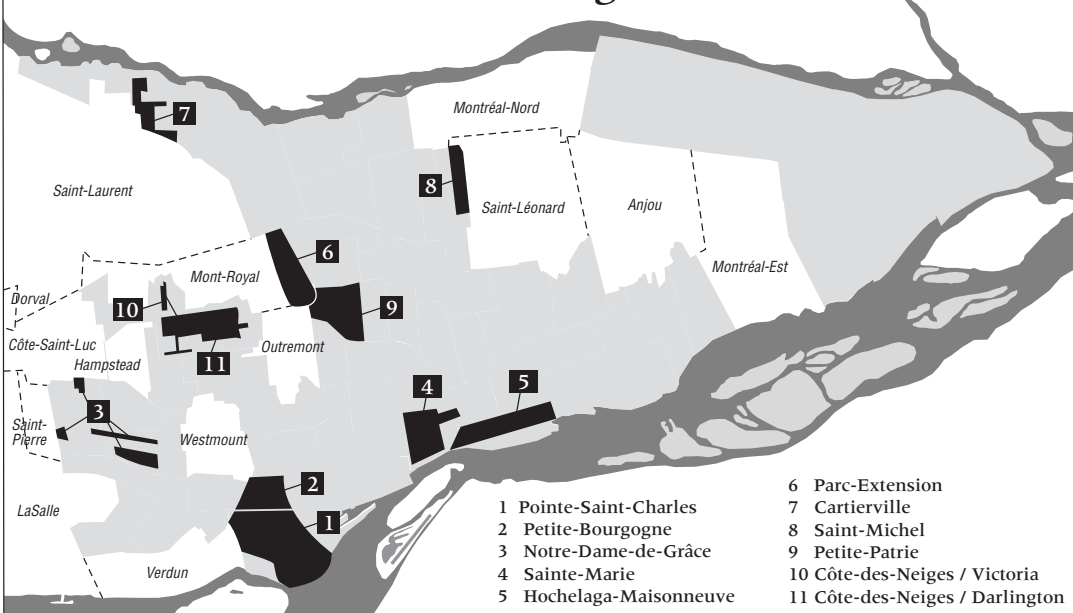 Montréal-Nord
7
Saint-Laurent
8
Saint-Léonard
Anjou
6
Mont-Royal
Montréal-Est
Dorval
10
9
Côte-Saint-Luc
11
Outremont
Hampstead
4
5
3
Saint-
Pierre
Westmount
2
LaSalle
1
Verdun
1 Pointe-Saint-Charles
2 Petite-Bourgogne
3 Notre-Dame-de-Grâce
4 Sainte-Marie
5 Hochelaga-Maisonneuve
6 Parc-Extension
7 Cartierville
8 Saint-Michel
9 Petite-Patrie
10 Côte-des-Neiges / Victoria
11 Côte-des-Neiges / Darlington